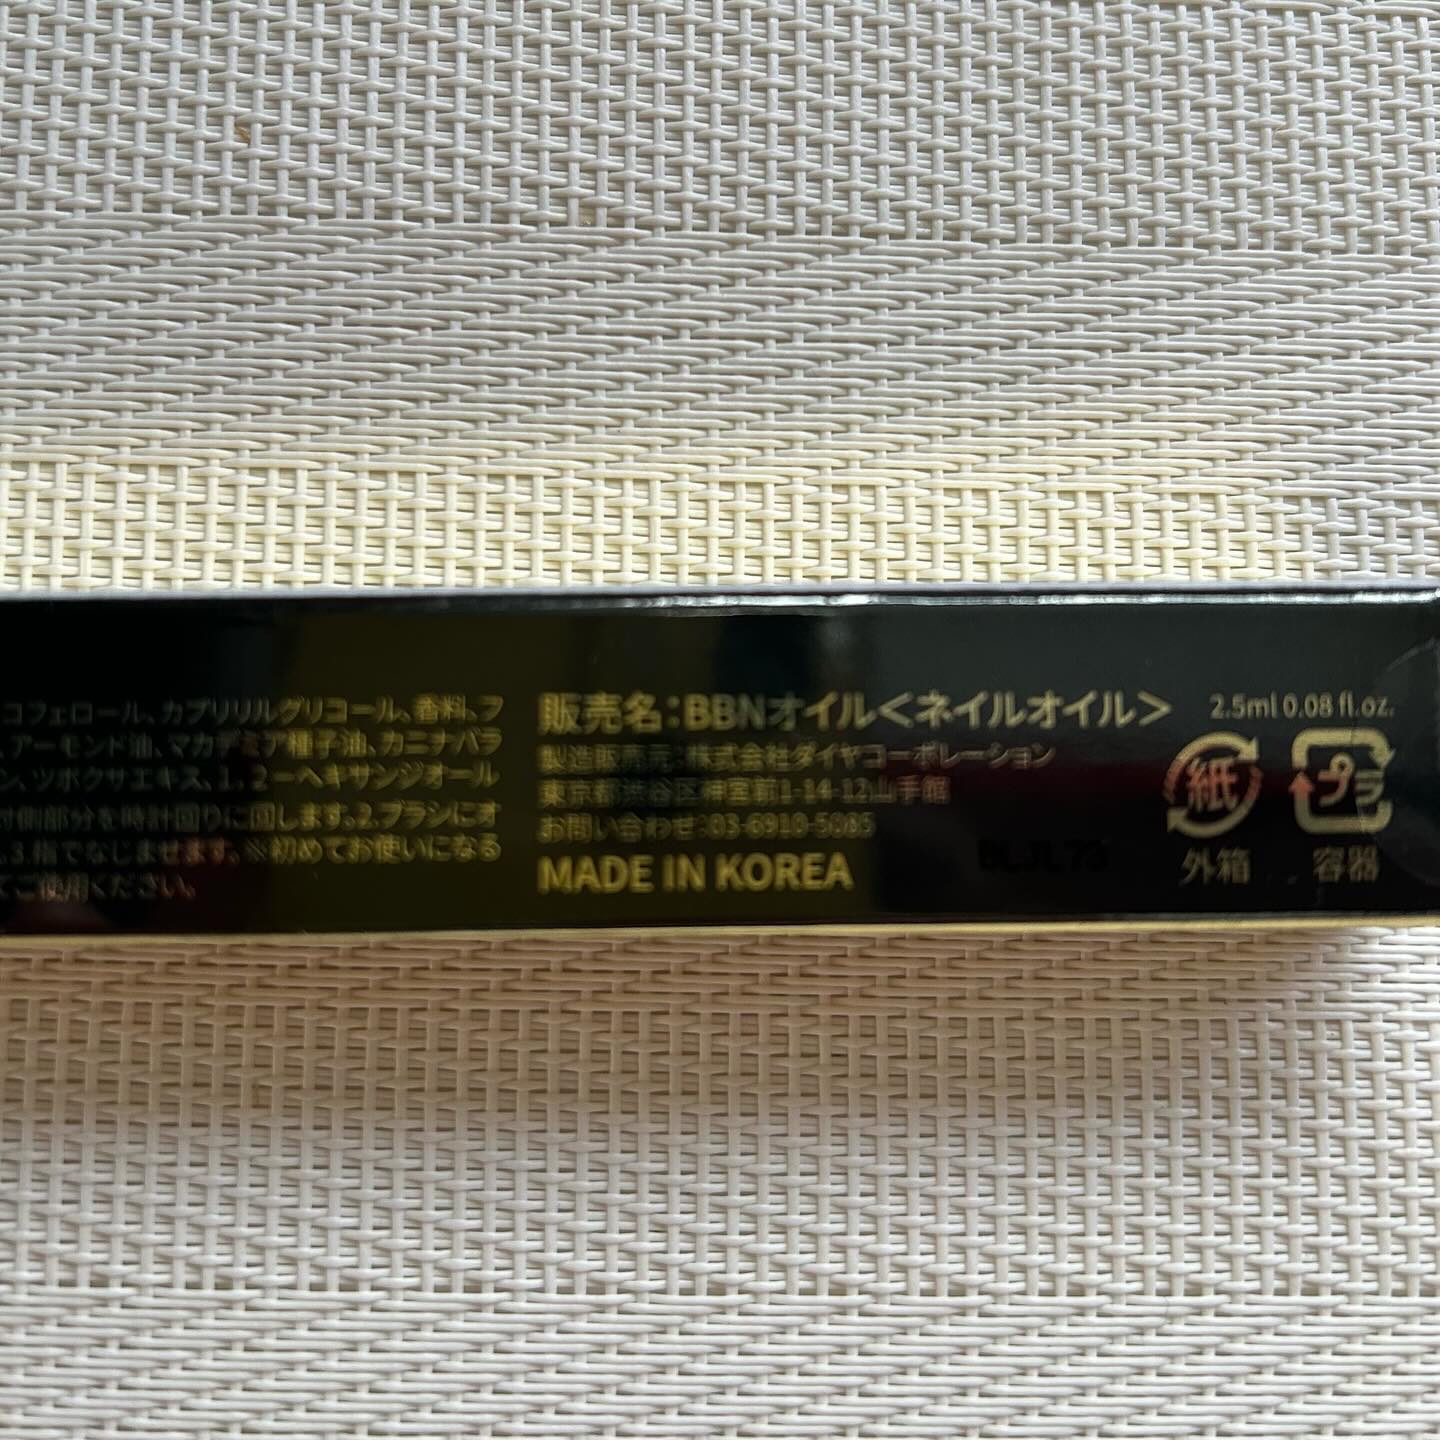 コフェロール、カプリリルグリコール、香料、フ
、アーモンド油、マカデミア種子油、カニナバラ
ン、ツボクサエキス、1，2ーヘキサンジオール
対側部分を時計回りに回します。2.ブラシにオ
。3.指でなじませます。※初めてお使いになる
てご使用ください。
販売名：BBNオイル＜ネイルオイル＞
製造販売元：株式会社ダイヤコーポレーション
東京都渋谷区神宮前1-14-12山手館
お問い合わせ：03-6910-5085
MADE IN KOREA
2.5ml 0.08 fl.oz.
紙
外箱
プラ
容器